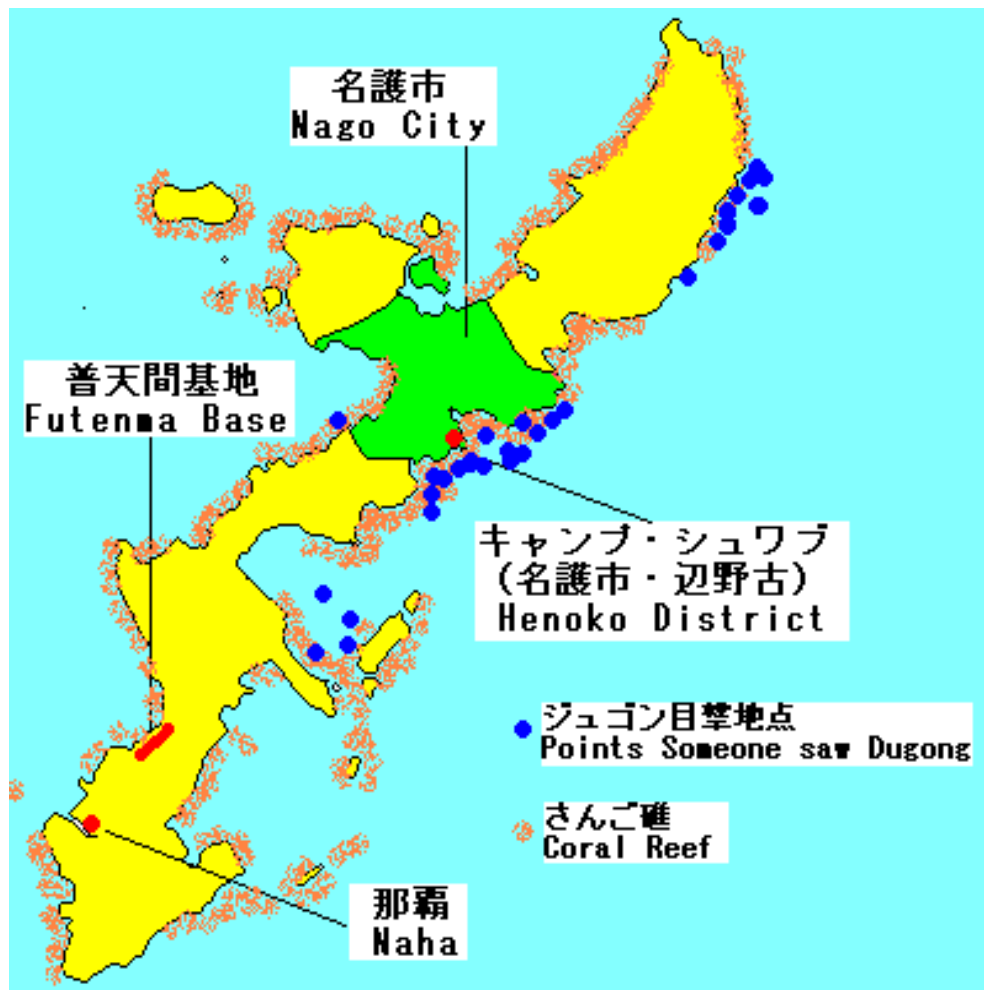 名護市
Nago City
普天間基地
Futenma Base
キャンプ・シュワブ
(名護市・辺野古)
Henoko District
ジュゴン目撃地点
Points Someone saw Dugong
さんご礁
Coral Reef
那覇
Naha